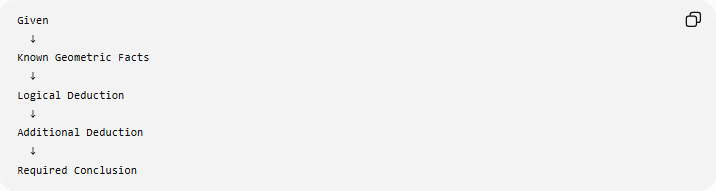 Given
↓
Known Geometric Facts
↓
Logical Deduction
↓
Additional Deduction
↓
Required Conclusion